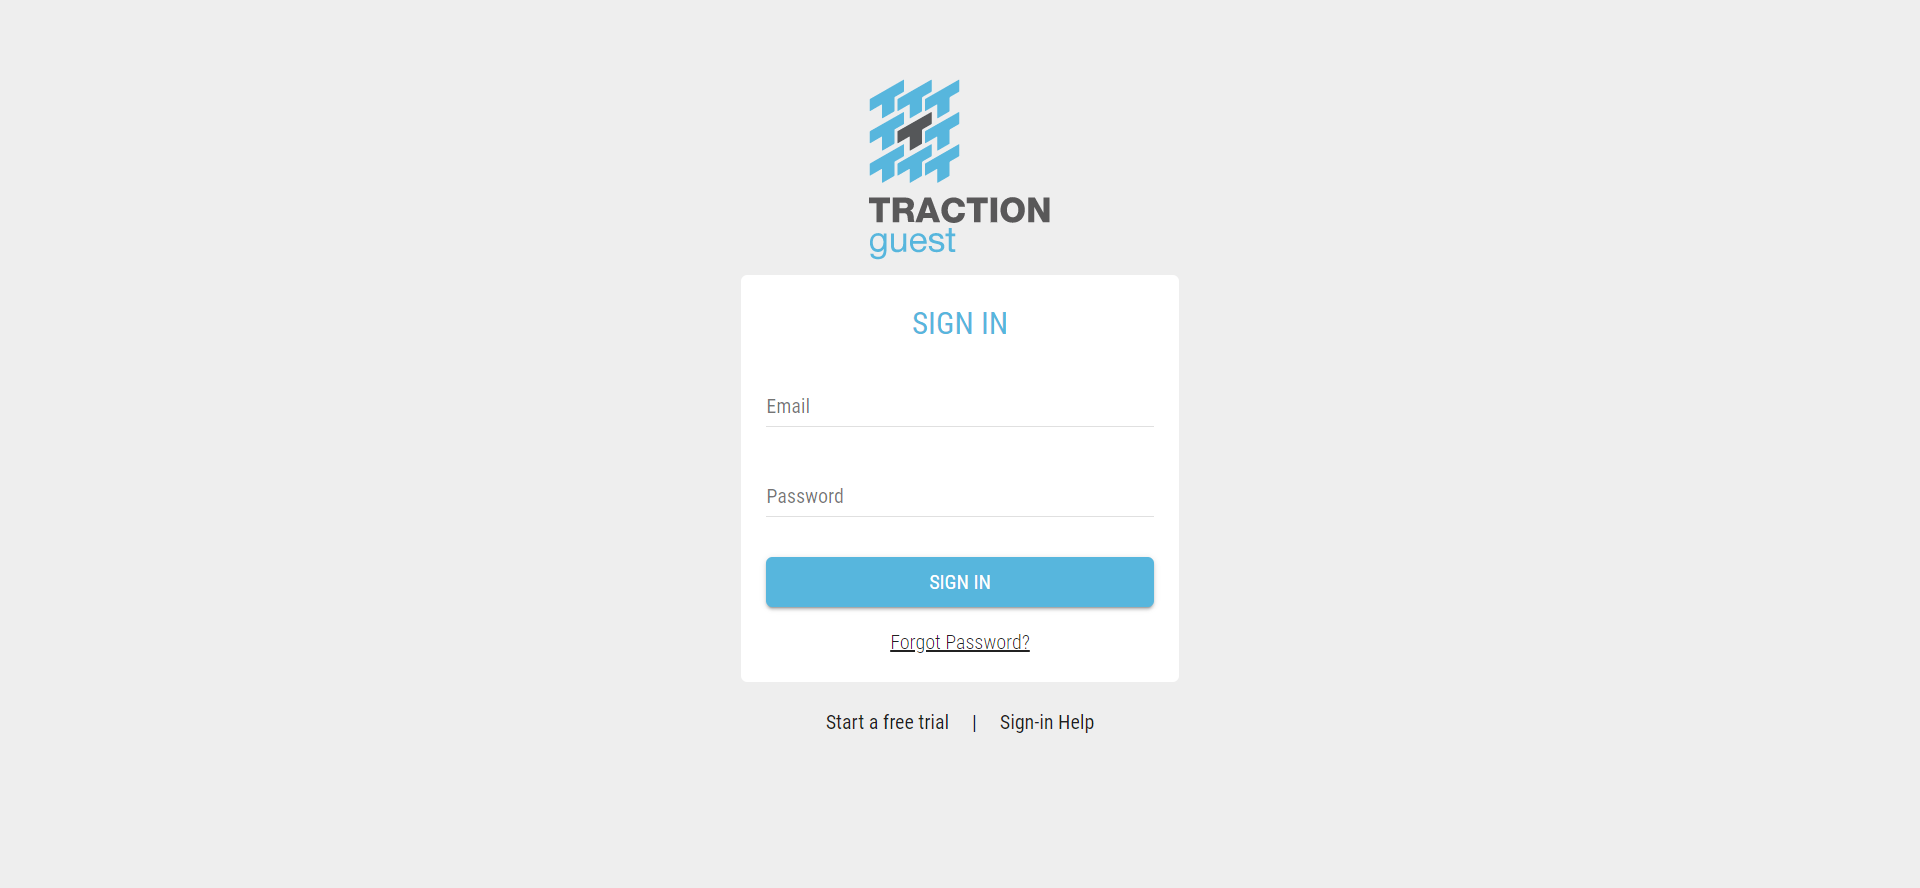 TRACTION
guest
SIGN IN
Email
Password
SIGN IN
Forgot Password?
Start a free trial | Sign-in Help